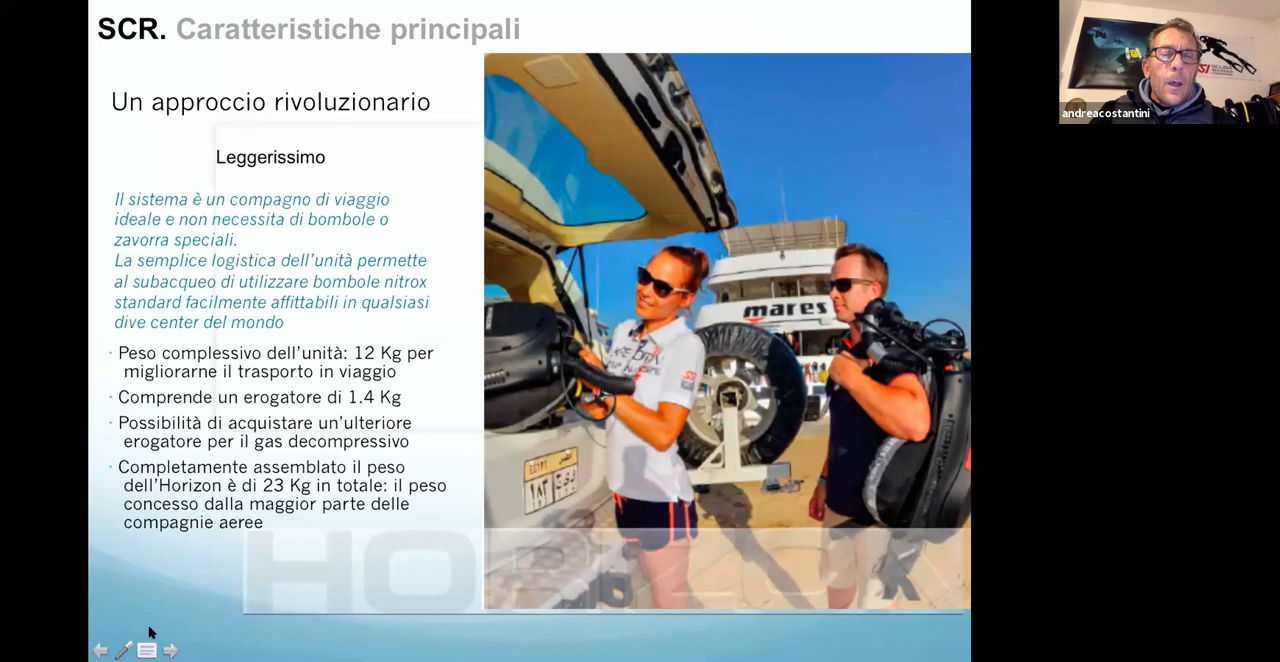 SCR. Caratteristiche principali
Un approccio rivoluzionario
Leggerissimo
Il sistema è un compagno di viaggio
ideale e non necessita di bombole o
zavorra speciali.
La semplice logistica dell'unità permette
al subacqueo di utilizzare bombole nitrox
standard facilmente affittabili in qualsiasi
dive center del mondo
· Peso complessivo dell'unità: 12 Kg per
migliorarne il trasporto in viaggio
· Comprende un erogatore di 1.4 Kg
· Possibilità di acquistare un'ulteriore
erogatore per il gas decompressivo
· Completamente assemblato il peso
dell'Horizon è di 23 Kg in totale: il peso
concesso dalla maggior parte delle
compagnie aeree
mares
EGYPT
andreacostantini